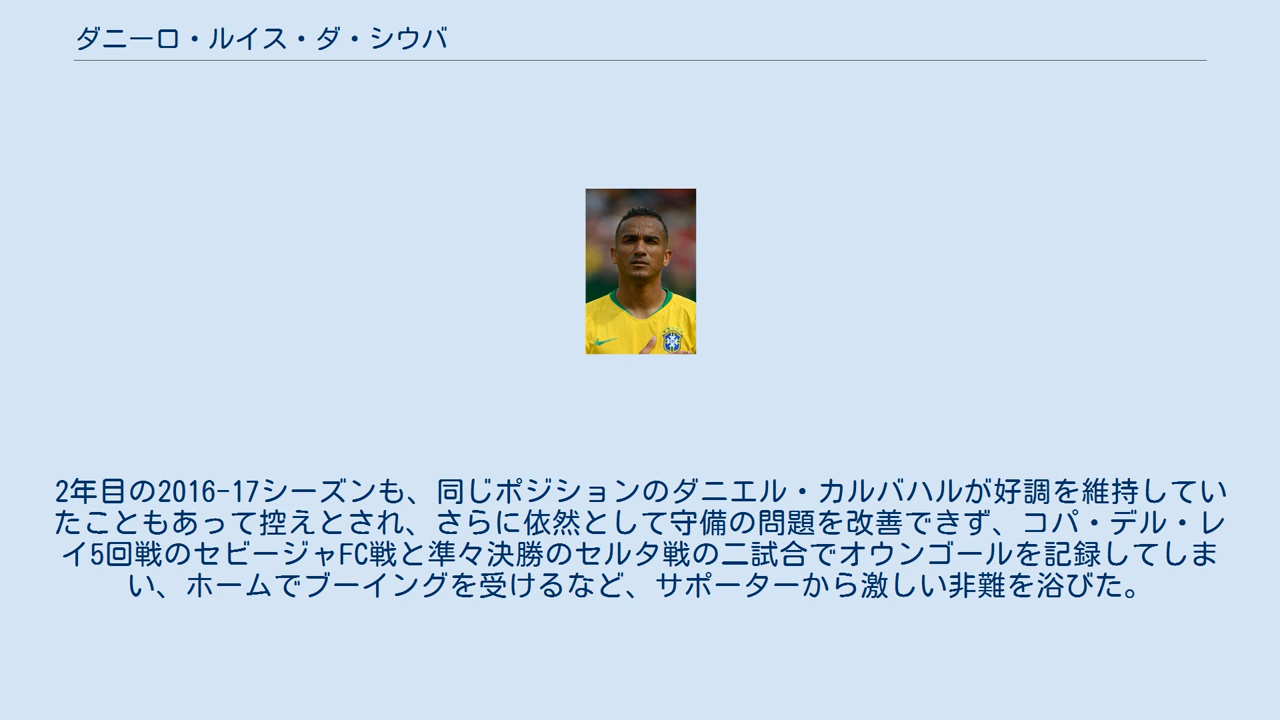 ダニーロ・ルイス・ダ・シウバ
2年目の2016-17シーズンも、同じポジションのダニエル・カルバハルが好調を維持してい
たこともあって控えとされ、さらに依然として守備の問題を改善できず、コパ・デル・レ
イ5回戦のセビージャFC戦と準々決勝のセルタ戦の二試合でオウンゴールを記録してしま
い、ホームでブーイングを受けるなど、サポーターから激しい非難を浴びた。